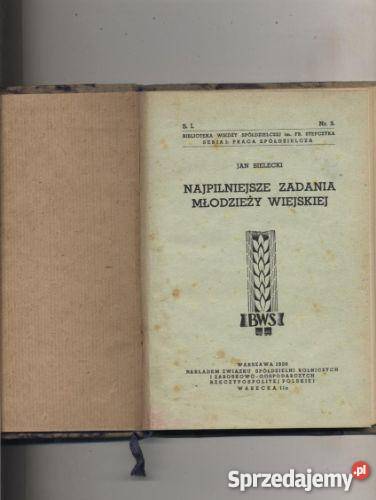 S. I.   Nr. 3.
BIBLIOTEKA WIEDZY SPÓŁDZIELCZEJ im. FR. STEFCZYKA
SERIA I. PRACA SPÓŁDZIELCZA
JAN BIELECKI
NAJPILNIEJSZE ZADANIA
MŁODZIEŻY WIEJSKIEJ
BWS
WARSZAWA 1936
NAKŁADEM ZWIĄZKU SPÓŁDZIELNI ROLNICZYCH
I ZAROBKOWO-GOSPODARCZYCH
RZECZYPOSPOLITEJ POLSKIEJ
WARECKA 11a
Sprzedajemy.pl